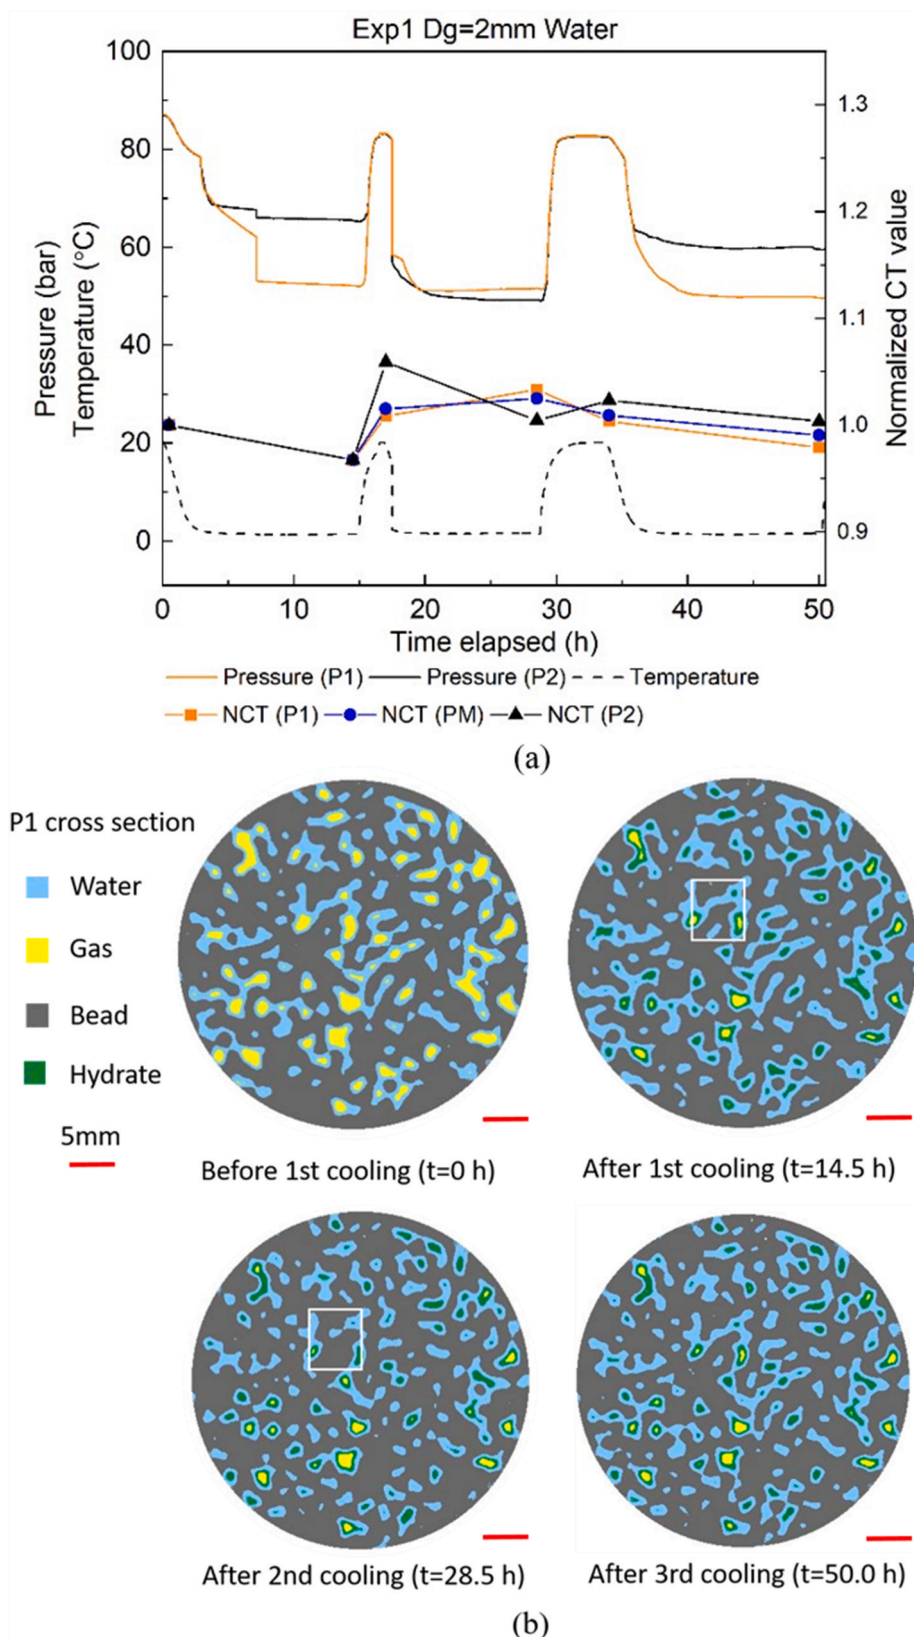 Exp1 Dg=2mm Water
100
80
60
40
20
0
Pressure (bar)
Temperature (°C)
1.3
1.2
1.1
1.0
0.9
Normalized CT value
0 10 20 30 40 50
Time elapsed (h)
Pressure (P1) Pressure (P2) Temperature
NCT (P1) NCT (PM) NCT (P2)
(a)
P1 cross section
Water
Gas
Bead
Hydrate
5mm
Before 1st cooling (t=0 h)
After 1st cooling (t=14.5 h)
After 2nd cooling (t=28.5 h)
After 3rd cooling (t=50.0 h)
(b)